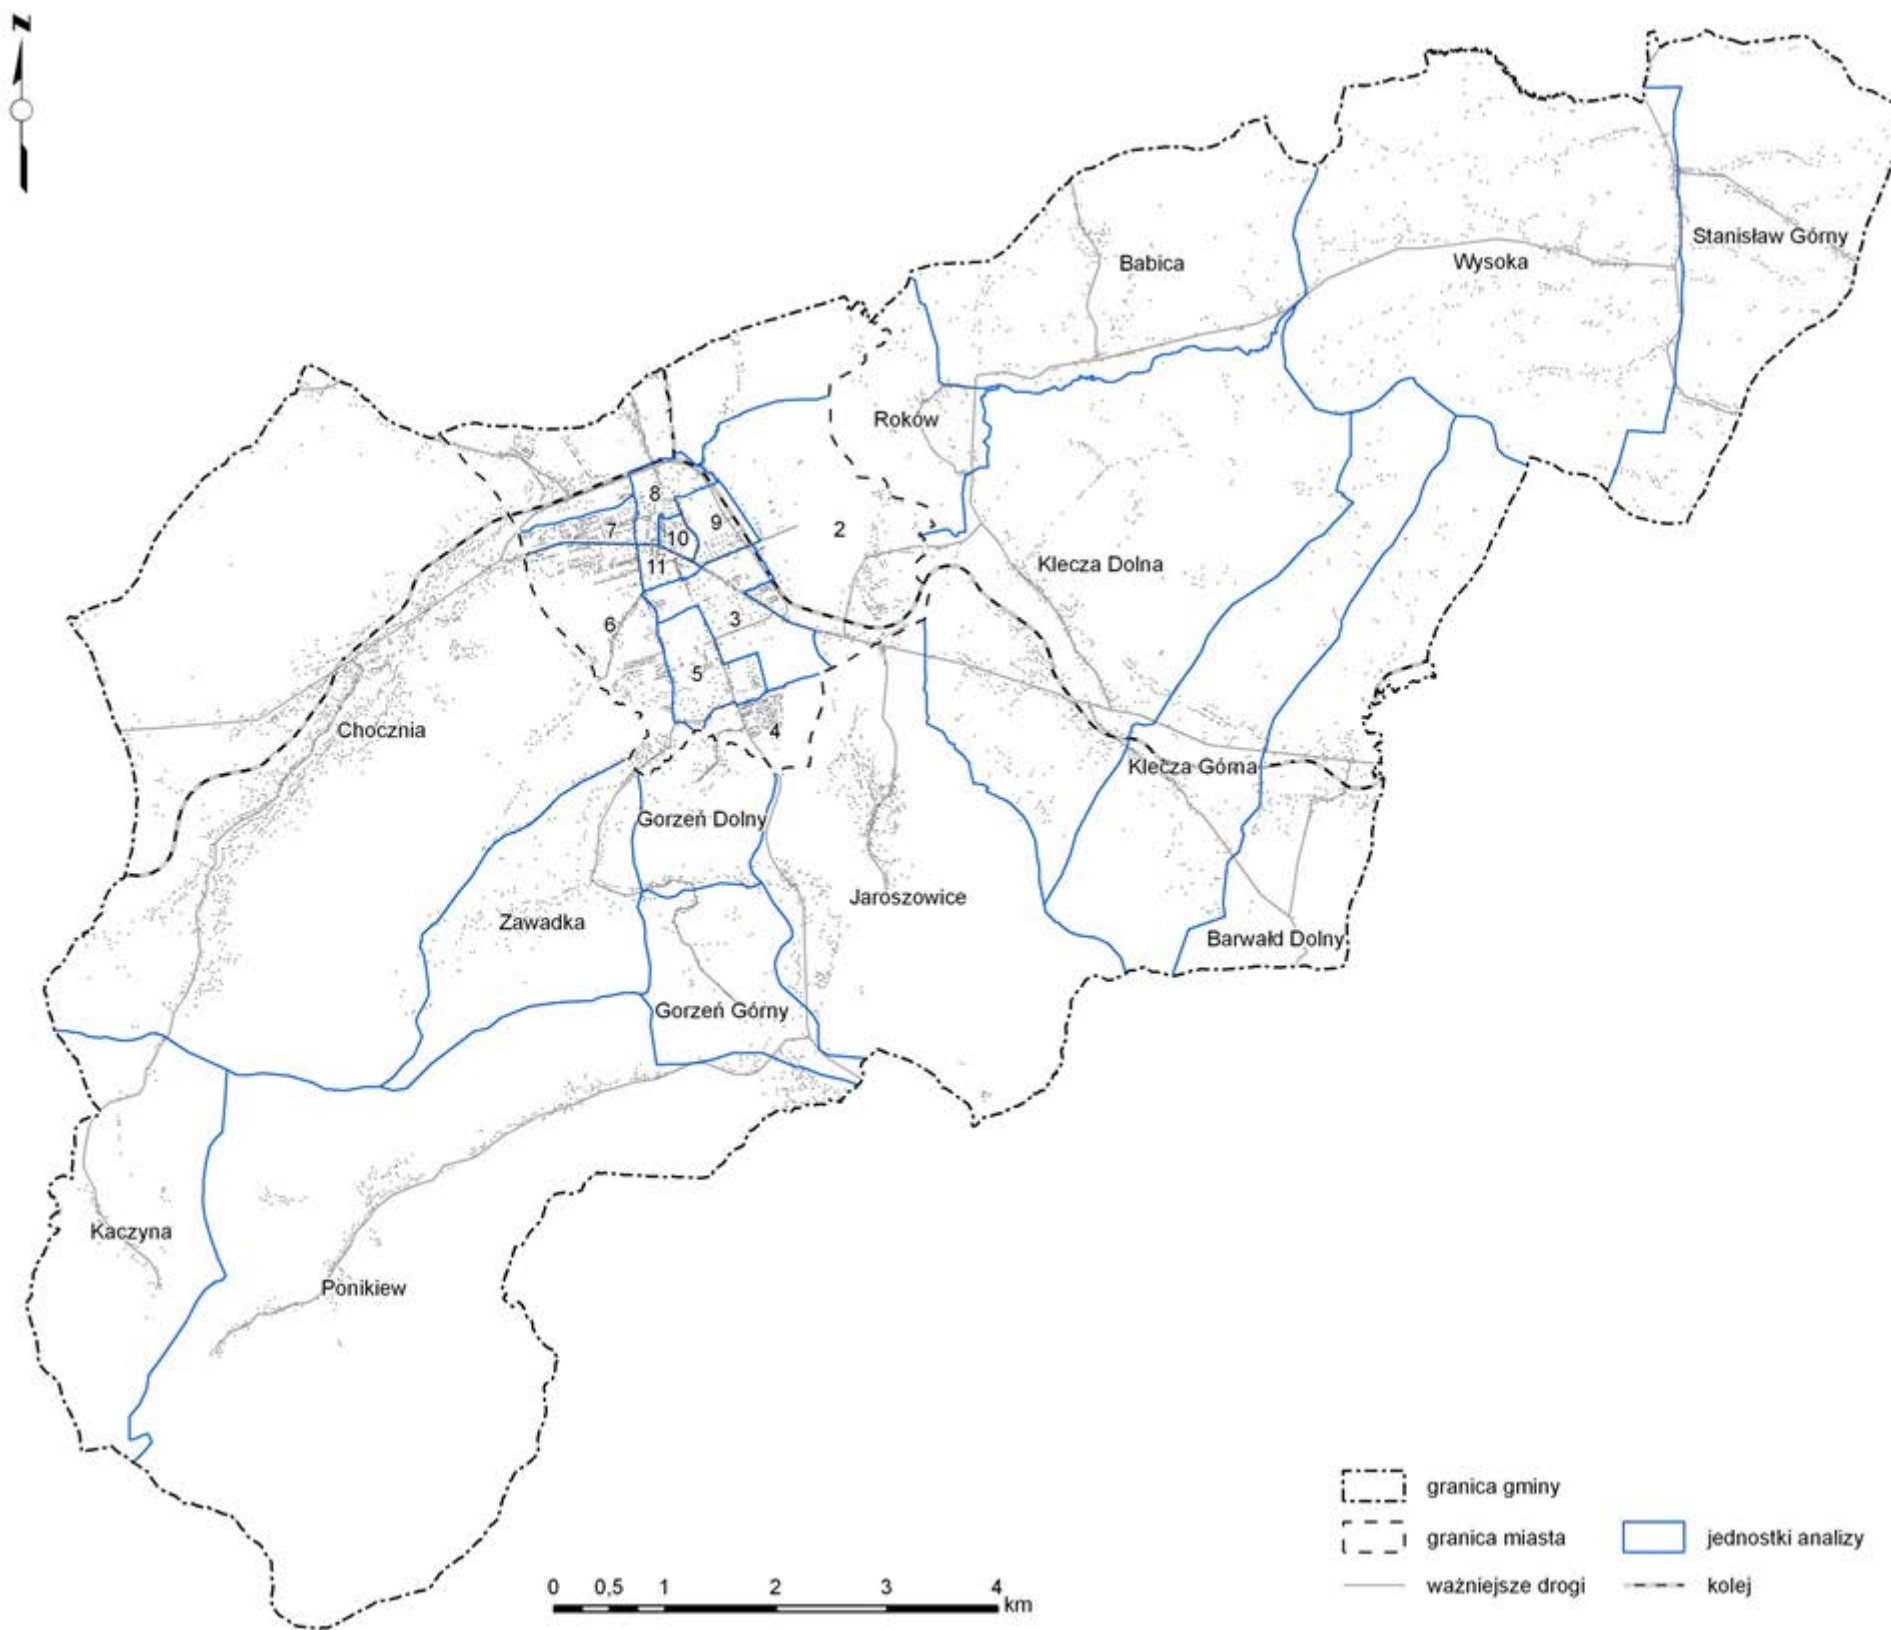 N
Stanisław Górny
Wysoka
Babica
1
Roków
8
9
2
7
10
11
Klecza Dolna
6
3
5
Chocznia
4
Klecza Górna
Gorzeń Dolny
Jaroszowice
Zawadka
Barwałd Dolny
Gorzeń Górny
Kaczyna
Ponikiew
granica gminy
granica miasta
jednostki analizy
ważniejsze drogi
kolej
0 0,5 1 2 3 4
km